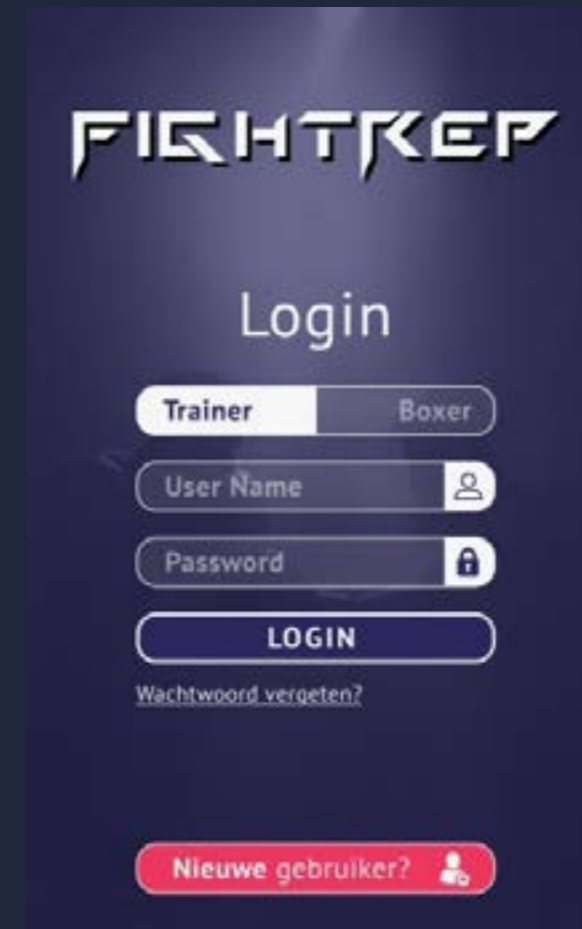 FIGHTREP
Login
Trainer Boxer
User Name
Password
LOGIN
Wachtwoord vergeten?
Nieuwe gebruiker?